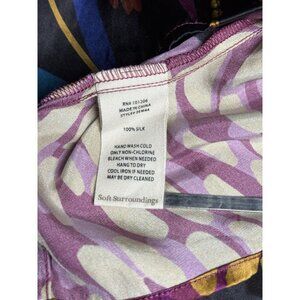 RN# 101306
MADE IN CHINA
100% SILK
HAND WASH COLD
ONLY NON-CHLORINE
BLEACH WHEN NEEDED
HANG TO DRY
COOL IRON IF NEEDED
MAY BE DRY CLEANED
Soft Surroundings